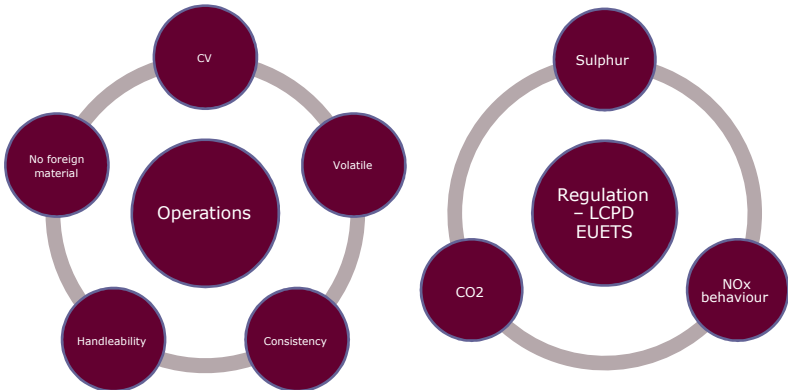 CV
Volatile
Consistency
Handleability
No foreign
material
Operations
Sulphur
NOx
behaviour
CO2
Regulation
– LCPD
EUETS